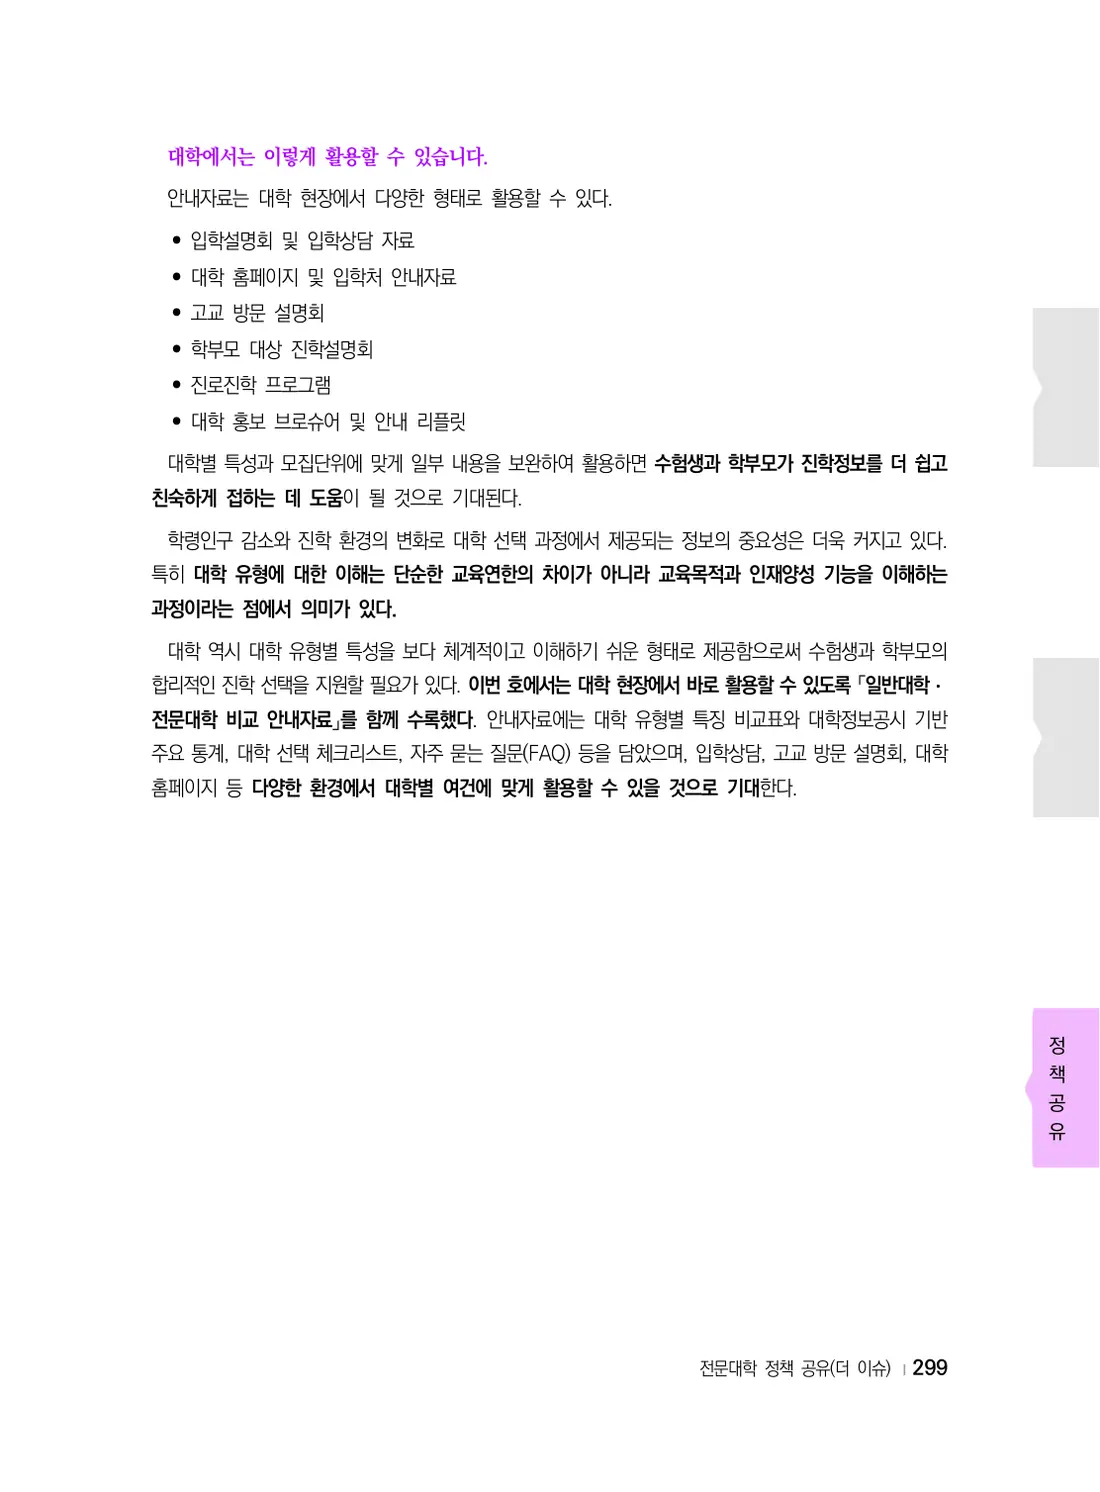 대학에서는 이렇게 활용할 수 있습니다.
안내자료는 대학 현장에서 다양한 형태로 활용할 수 있다.
• 입학설명회 및 입학상담 자료
• 대학 홈페이지 및 입학처 안내자료
• 고교 방문 설명회
• 학부모 대상 진학설명회
• 진로진학 프로그램
• 대학 홍보 브로슈어 및 안내 리플릿
대학별 특성과 모집단위에 맞게 일부 내용을 보완하여 활용하면 수험생과 학부모가 진학정보를 더 쉽고
친숙하게 접하는 데 도움이 될 것으로 기대된다.
학령인구 감소와 진학 환경의 변화로 대학 선택 과정에서 제공되는 정보의 중요성은 더욱 커지고 있다.
특히 대학 유형에 대한 이해는 단순한 교육연한의 차이가 아니라 교육목적과 인재양성 기능을 이해하는
과정이라는 점에서 의미가 있다.
대학 역시 대학 유형별 특성을 보다 체계적이고 이해하기 쉬운 형태로 제공함으로써 수험생과 학부모의
합리적인 진학 선택을 지원할 필요가 있다. 이번 호에서는 대학 현장에서 바로 활용할 수 있도록 「일반대학·
전문대학 비교 안내자료」를 함께 수록했다. 안내자료에는 대학 유형별 특징 비교표와 대학정보공시 기반
주요 통계, 대학 선택 체크리스트, 자주 묻는 질문(FAQ) 등을 담았으며, 입학상담, 고교 방문 설명회, 대학
홈페이지 등 다양한 환경에서 대학별 여건에 맞게 활용할 수 있을 것으로 기대한다.
정
책
공
유
전문대학 정책 공유(더 이슈) | 299